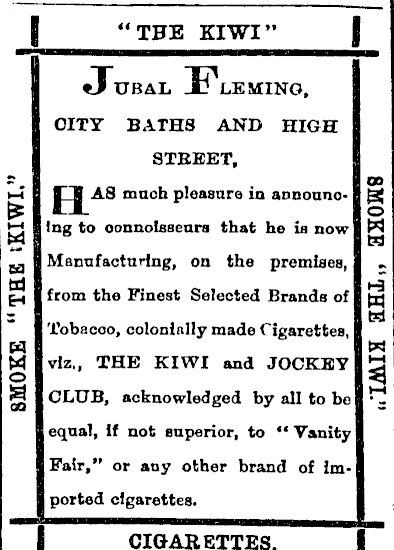 "THE KIWI"
JUBAL FLEMING,
CITY BATHS AND HIGH
STREET,
HAS much pleasure in announc-
ing to connoisseurs that he is now
Manufacturing, on the premises,
from the Finest Selected Brands of
Tobacco, colonially made Cigarettes,
viz., THE KIWI and JOCKEY
CLUB, acknowledged by all to be
equal, if not superior, to "Vanity
Fair," or any other brand of im-
ported cigarettes.
CIGARETTES.
SMOKE "THE KIWI."
SMOKE "THE KIWI."